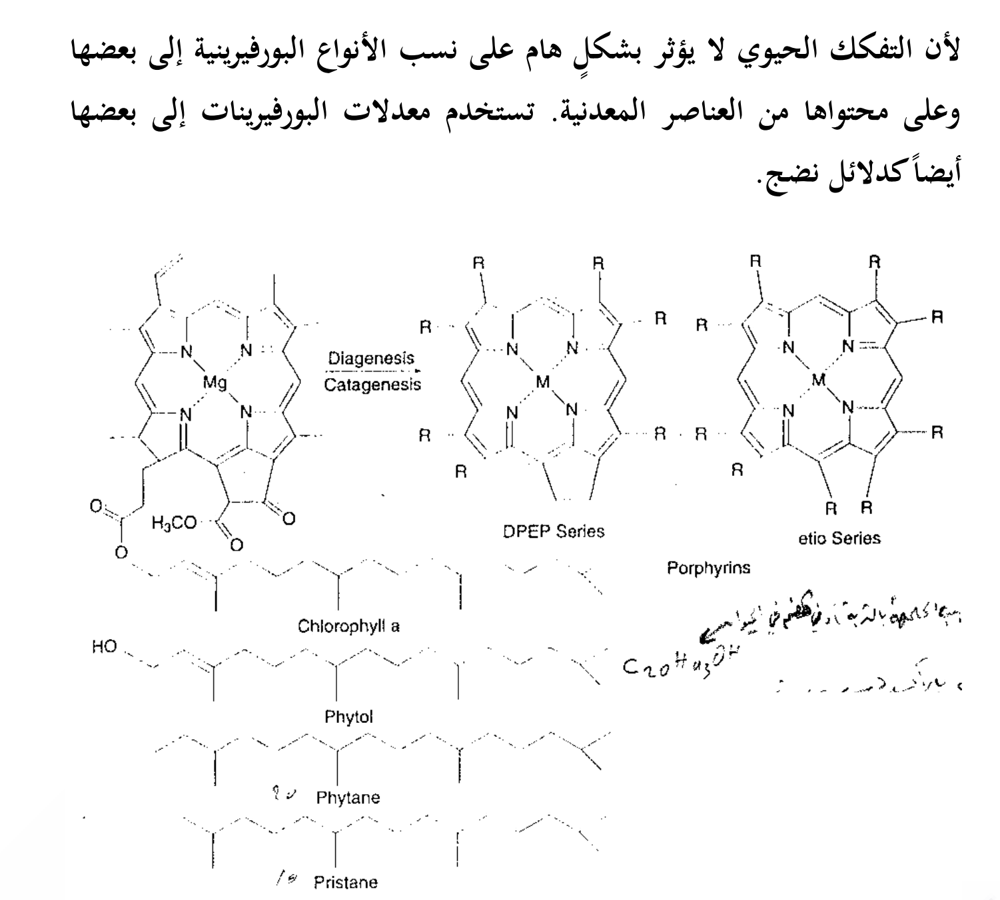 لأن التفكك الحيوي لا يؤثر بشكلٍ هام على نسب الأنواع البورفيرينية إلى بعضها
وعلى محتواها من العناصر المعدنية. تستخدم معدلات البورفيرينات إلى بعضها
أيضاً كدلائل نضج.
R R R R
R R R R
N N N N N N
Diagenesis
Mg M M
Catagenesis
N N N N N N
R R R R
R R
O
H₃CO O R R
O
DPEP Series
etio Series
O
Porphyrins
Chlorophyll a
HO
C₂₀H₄₃OH
Phytol
20 Phytane
Pristane